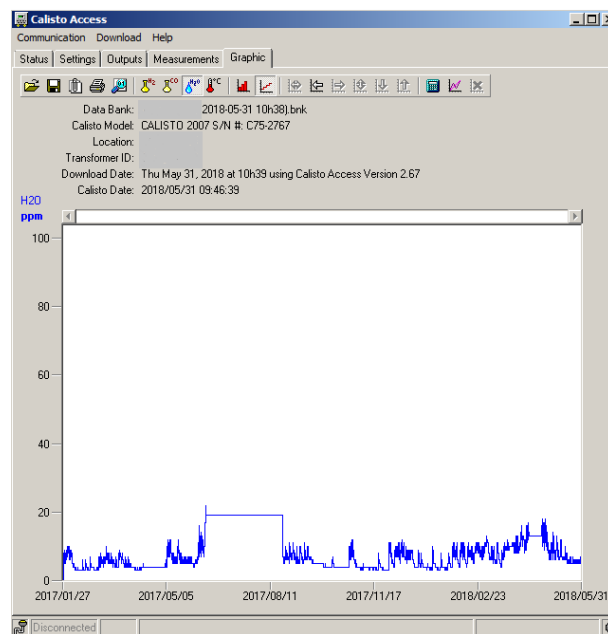 Calisto Access
Communication Download Help
Status Settings Outputs Measurements Graphic
H2 CO H2O °C
Data Bank: 2018-05-31 10h38].bnk
Calisto Model: CALISTO 2007 S/N #: C75-2767
Location:
Transformer ID:
Download Date: Thu May 31, 2018 at 10h39 using Calisto Access Version 2.67
Calisto Date: 2018/05/31 09:46:39
H2O
ppm
100
80
60
40
20
0
2017/01/27 2017/05/05 2017/08/11 2017/11/17 2018/02/23 2018/05/31
Disconnected